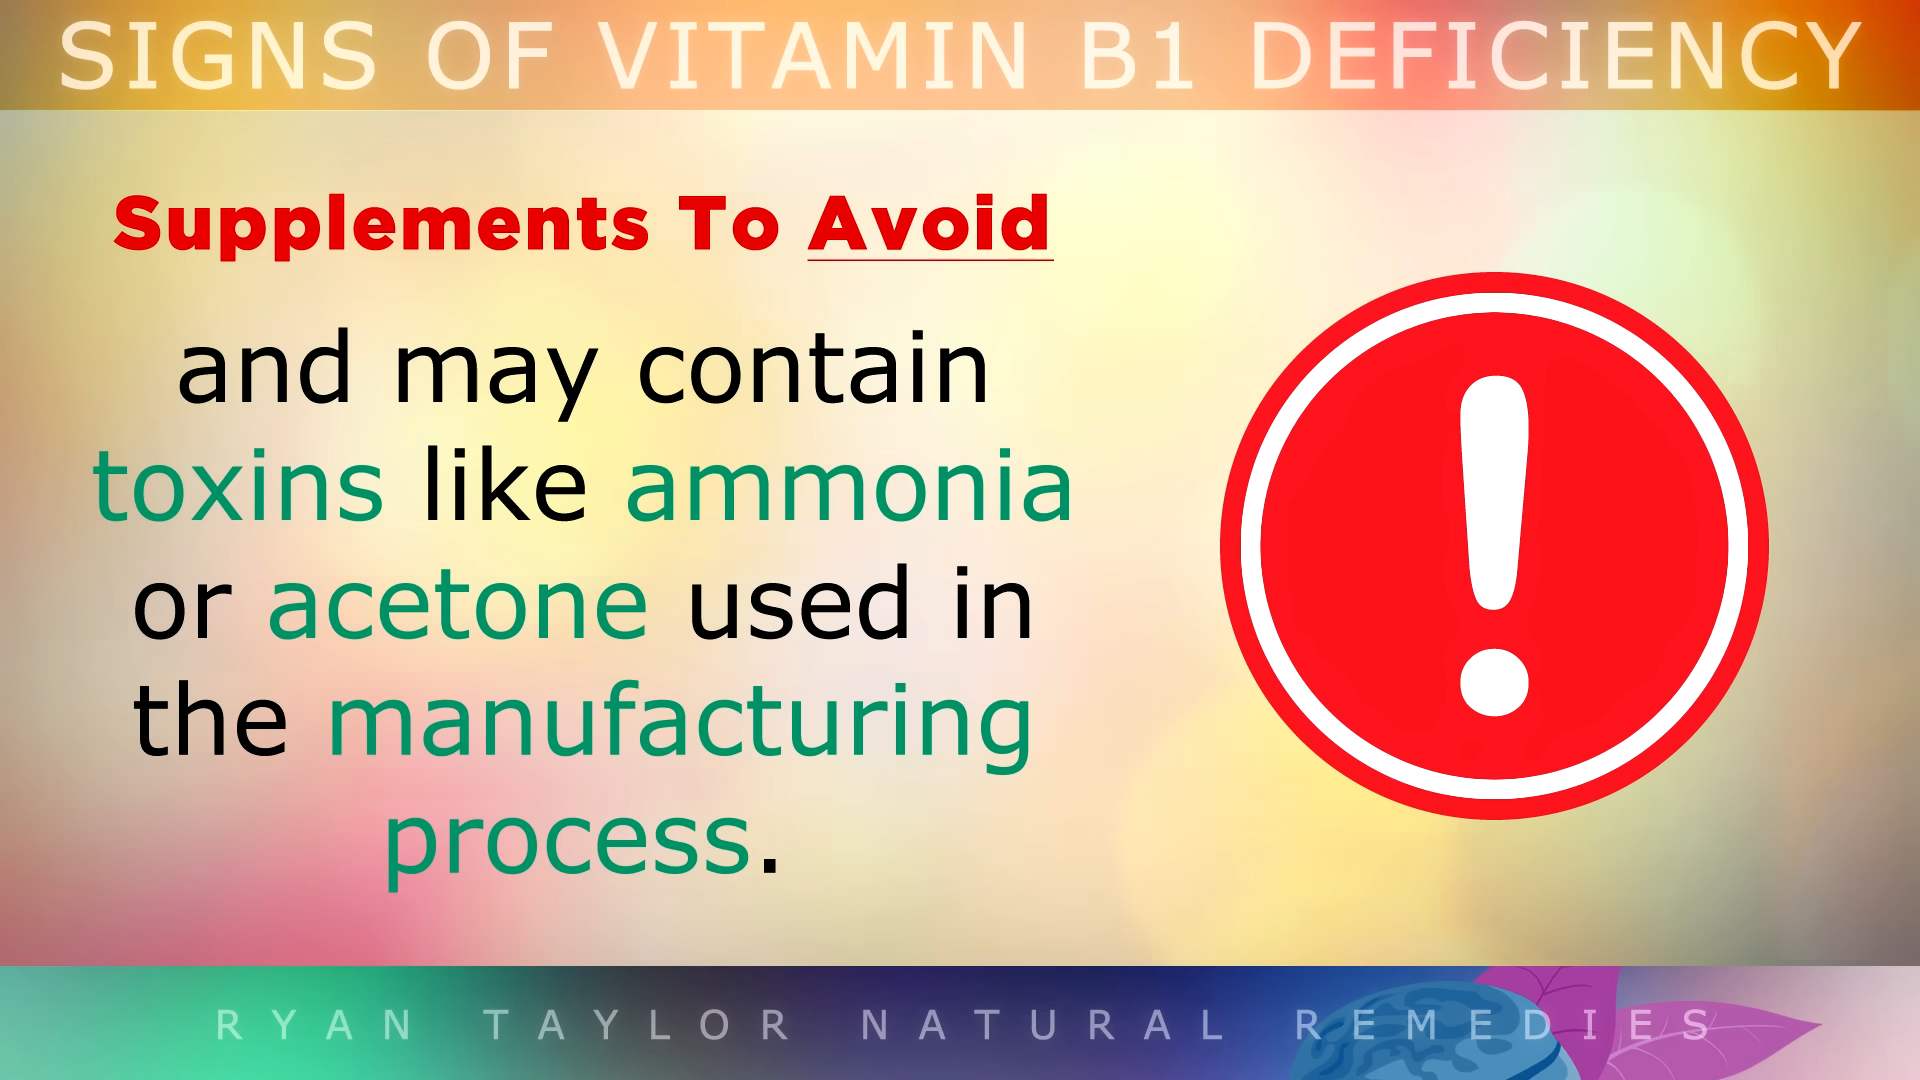 SIGNS OF VITAMIN B1 DEFICIENCY
Supplements To Avoid
and may contain
toxins like ammonia
or acetone used in
the manufacturing
process.
RYAN TAYLOR NATURAL REMEDIES